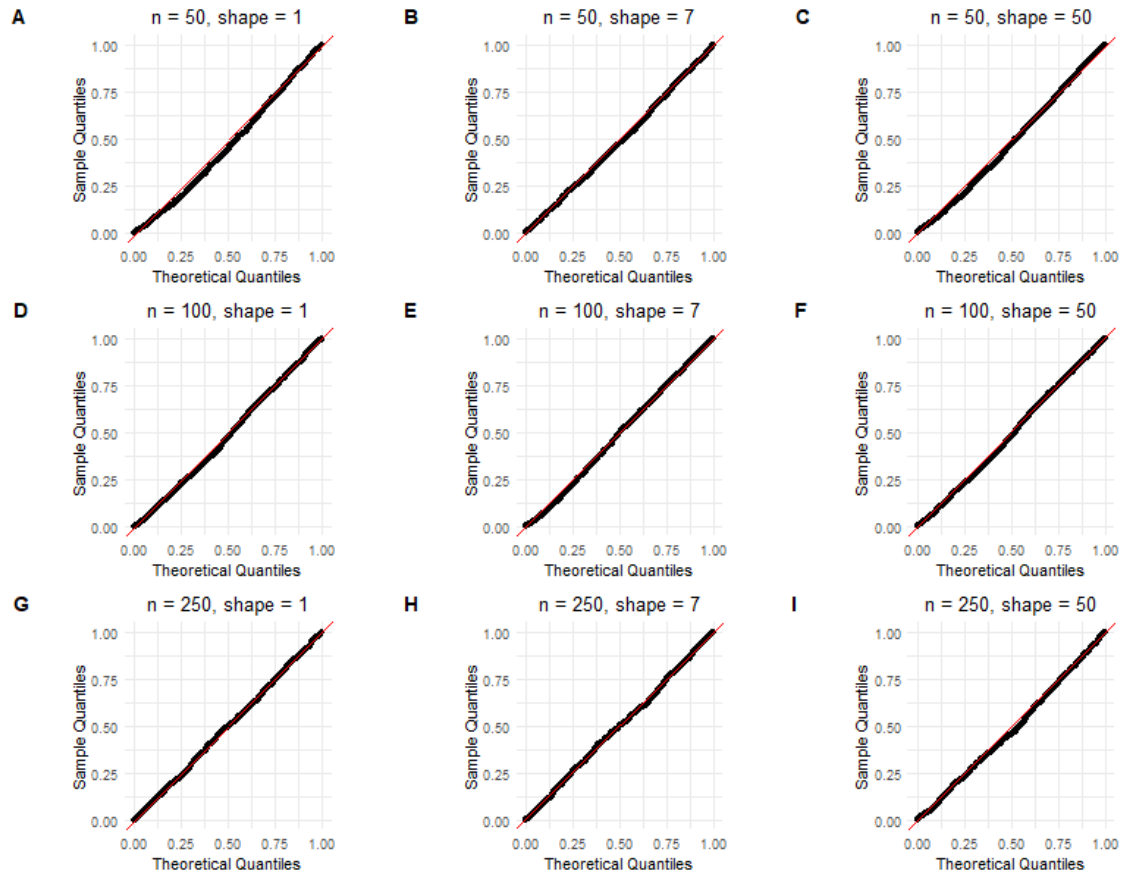 A n = 50, shape = 1
Sample Quantiles
1.00
0.75
0.50
0.25
0.00
0.00 0.25 0.50 0.75 1.00
Theoretical Quantiles
B n = 50, shape = 7
Sample Quantiles
1.00
0.75
0.50
0.25
0.00
0.00 0.25 0.50 0.75 1.00
Theoretical Quantiles
C n = 50, shape = 50
Sample Quantiles
1.00
0.75
0.50
0.25
0.00
0.00 0.25 0.50 0.75 1.00
Theoretical Quantiles
D n = 100, shape = 1
Sample Quantiles
1.00
0.75
0.50
0.25
0.00
0.00 0.25 0.50 0.75 1.00
Theoretical Quantiles
E n = 100, shape = 7
Sample Quantiles
1.00
0.75
0.50
0.25
0.00
0.00 0.25 0.50 0.75 1.00
Theoretical Quantiles
F n = 100, shape = 50
Sample Quantiles
1.00
0.75
0.50
0.25
0.00
0.00 0.25 0.50 0.75 1.00
Theoretical Quantiles
G n = 250, shape = 1
Sample Quantiles
1.00
0.75
0.50
0.25
0.00
0.00 0.25 0.50 0.75 1.00
Theoretical Quantiles
H n = 250, shape = 7
Sample Quantiles
1.00
0.75
0.50
0.25
0.00
0.00 0.25 0.50 0.75 1.00
Theoretical Quantiles
I n = 250, shape = 50
Sample Quantiles
1.00
0.75
0.50
0.25
0.00
0.00 0.25 0.50 0.75 1.00
Theoretical Quantiles